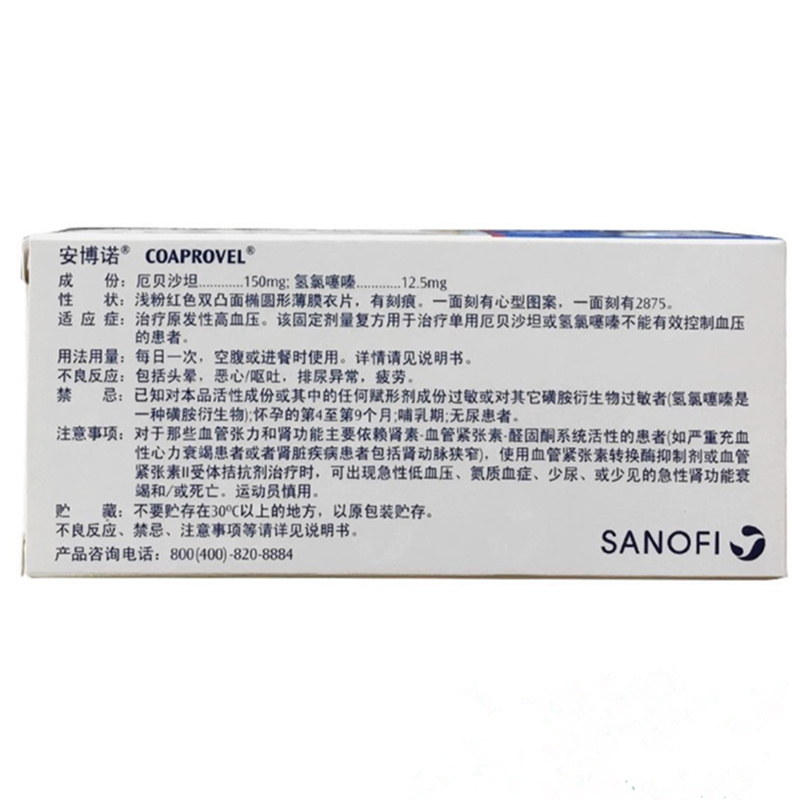 安博诺® COAPROVEL®
成 份：厄贝沙坦............150mg; 氢氯噻嗪............12.5mg
性 状：浅粉红色双凸面椭圆形薄膜衣片，有刻痕。一面刻有心型图案，一面刻有2875。
适 应 症：治疗原发性高血压。该固定剂量复方用于治疗单用厄贝沙坦或氢氯噻嗪不能有效控制血压
的患者。
用法用量：每日一次，空腹或进餐时使用。详情请见说明书。
不良反应：包括头晕，恶心/呕吐，排尿异常，疲劳。
禁 忌：已知对本品活性成份或其中的任何赋形剂成份过敏或对其它磺胺衍生物过敏者(氢氯噻嗪是
一种磺胺衍生物);怀孕的第4至第9个月;哺乳期;无尿患者。
注意事项：对于那些血管张力和肾功能主要依赖肾素-血管紧张素-醛固酮系统活性的患者(如严重充血
性心力衰竭患者或者肾脏疾病患者包括肾动脉狭窄)，使用血管紧张素转换酶抑制剂或血管
紧张素II受体拮抗剂治疗时，可出现急性低血压、氮质血症、少尿、或少见的急性肾功能衰
竭和/或死亡。运动员慎用。
贮 藏：不要贮存在30℃以上的地方，以原包装贮存。
不良反应、禁忌、注意事项等请详见说明书。
产品咨询电话：800(400)-820-8884
SANOFI